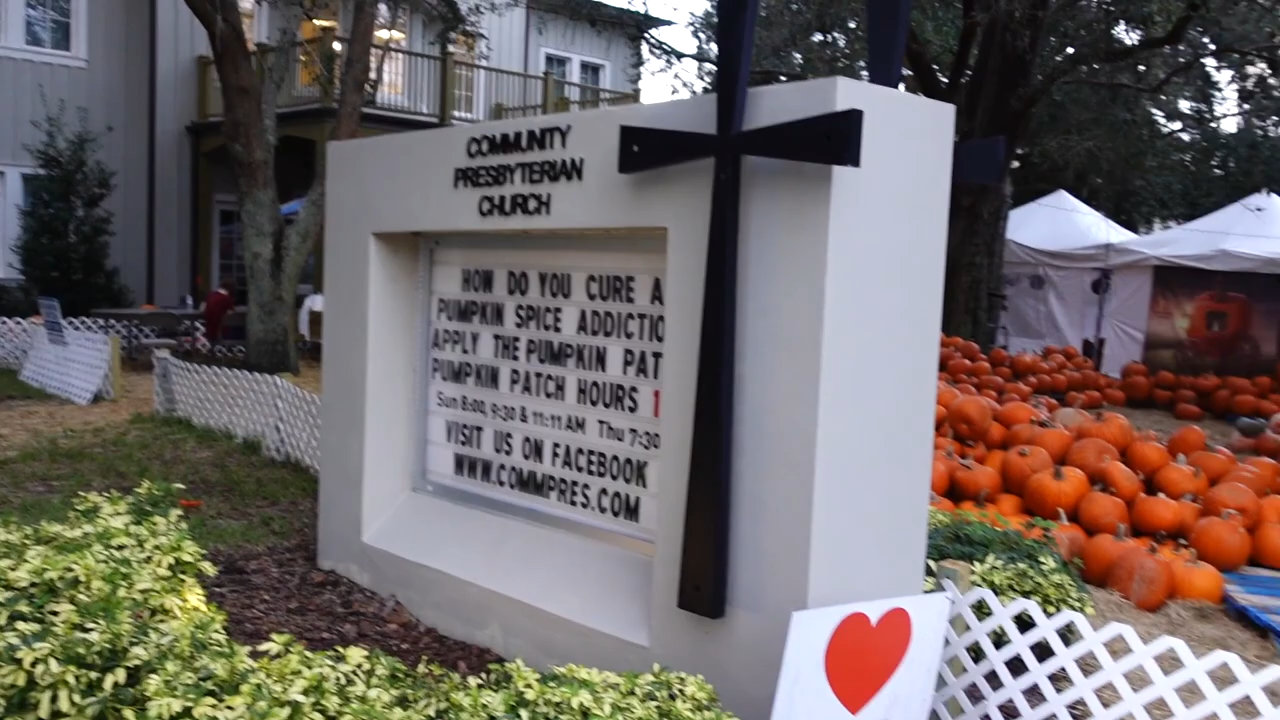 COMMUNITY
PRESBYTERIAN
CHURCH
HOW DO YOU CURE A
PUMPKIN SPICE ADDICTIO
APPLY THE PUMPKIN PAT
PUMPKIN PATCH HOURS 1
Sun 8:00, 9:30 & 11:11 AM Thu 7:30
VISIT US ON FACEBOOK
WWW.COMMPRES.COM